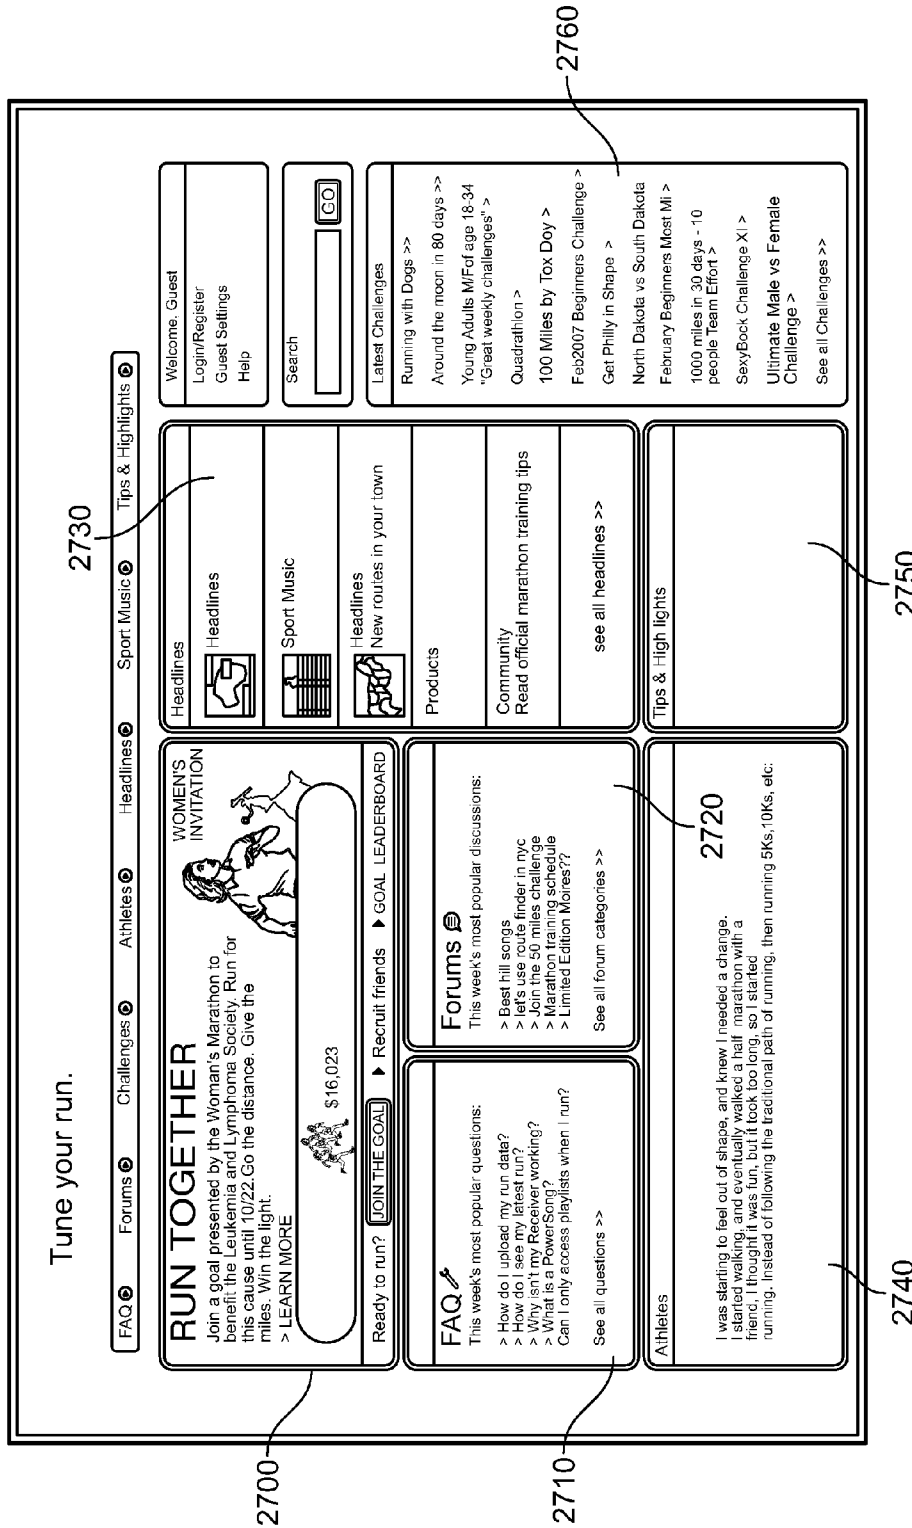 Tune your run.
FAQ Forums Challenges Athletes Headlines Sport Music Tips & Highlights
RUN TOGETHER
Join a goal presented by the Woman's Marathon to
benefit the Leukemia and Lymphoma Society. Run for
this cause until 10/22. Go the distance. Give the
miles. Win the light.
> LEARN MORE
WOMEN'S
INVITATION
$16,023
Ready to run? JOIN THE GOAL ▶ Recruit friends ▶ GOAL LEADERBOARD
2700
FAQ
This week's most popular questions:
> How do I upload my run data?
> How do I see my latest run?
> Why isn't my Receiver working?
> What is a PowerSong?
Can I only access playlists when I run?
See all questions >>
2710
Forums
This week's most popular discussions:
> Best hill songs
> let's use route finder in nyc
> Join the 50 miles challenge
> Marathon training schedule
> Limited Edition Moires??
See all forum categories >>
2720
Headlines
Headlines
Sport Music
Headlines
New routes in your town
Products
Community
Read official marathon training tips
see all headlines >>
2730
Athletes
I was starting to feel out of shape, and knew I needed a change.
I started walking, and eventually walked a half marathon with a
friend, I thought it was fun, but it took too long, so I started
running. Instead of following the traditional path of running, then running 5Ks,10Ks, etc:
2740
Tips & High lights
2750
Welcome. Guest
Login/Register
Guest Settings
Help
Search
GO
Latest Challenges
Running with Dogs >>
Around the moon in 80 days >>
Young Adults M/Fof age 18-34
"Great weekly challenges" >
Quadrathlon >
100 Miles by Tox Doy >
Feb2007 Beginners Challenge >
Get Philly in Shape >
North Dakota vs South Dakota
February Beginners Most Mi >
1000 miles in 30 days - 10
people Team Effort >
SexyBock Challenge XI >
Ultimate Male vs Female
Challenge >
See all Challenges >>
2760